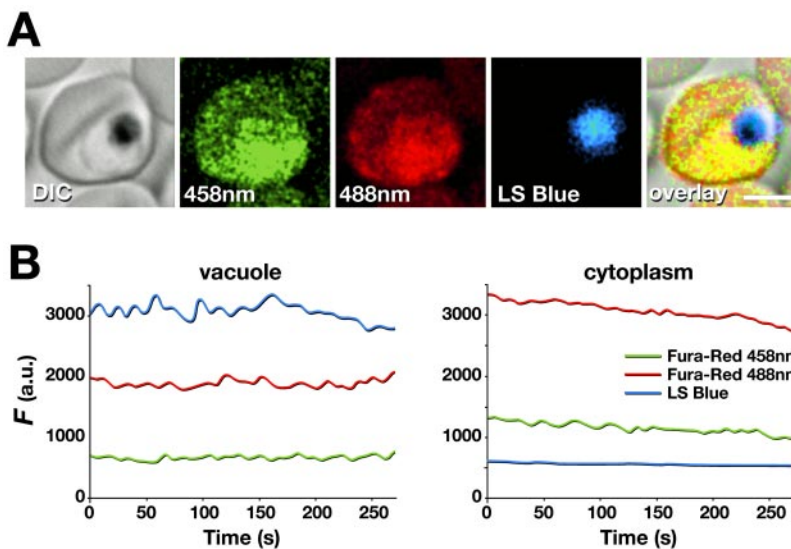 A
DIC
458nm
488nm
LS Blue
overlay
B
vacuole
cytoplasm
F (a.u.)
3000
2000
1000
0
0 50 100 150 200 250
Time (s)
3000
2000
1000
0
0 50 100 150 200 250
Time (s)
Fura-Red 458nm
Fura-Red 488nm
LS Blue